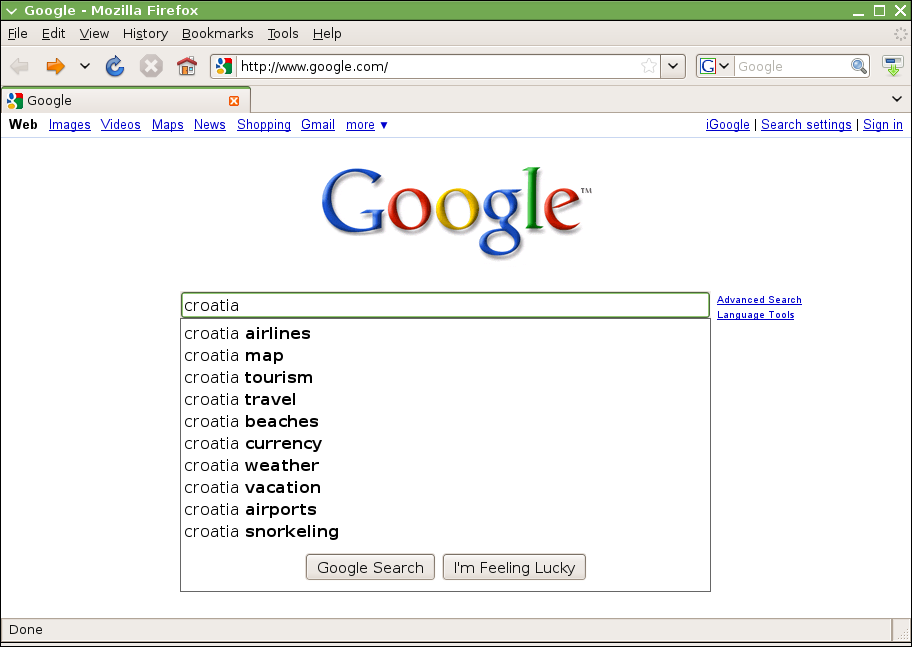 Google - Mozilla Firefox
File Edit View History Bookmarks Tools Help
http://www.google.com/ G Google
Google
Web Images Videos Maps News Shopping Gmail more ▼ iGoogle | Search settings | Sign in
Google™
croatia Advanced Search
Language Tools
croatia airlines
croatia map
croatia tourism
croatia travel
croatia beaches
croatia currency
croatia weather
croatia vacation
croatia airports
croatia snorkeling
Google Search I'm Feeling Lucky
Done